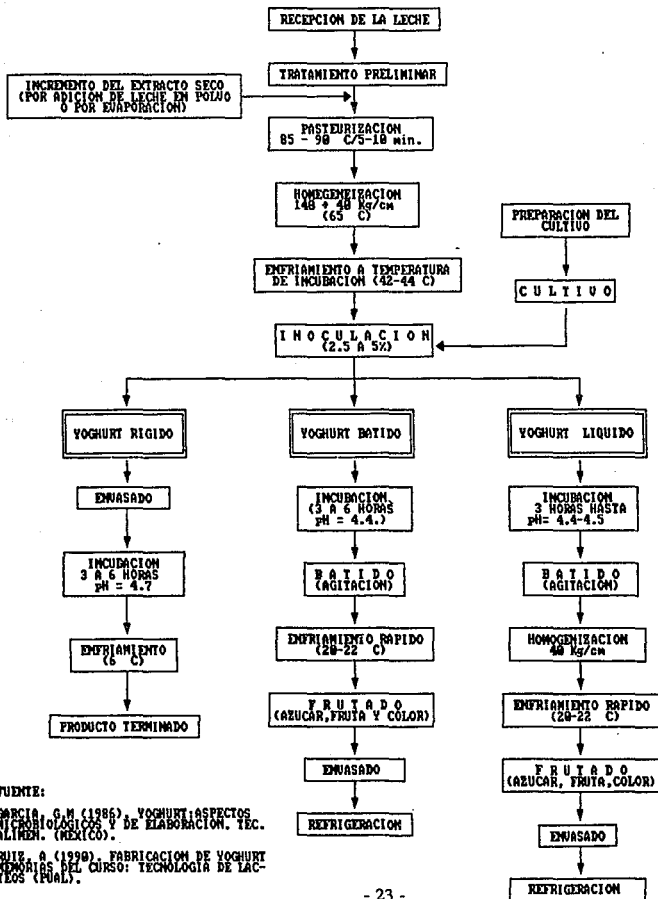 RECEPCION DE LA LECHE
TRATAMIENTO PRELIMINAR
INCREMENTO DEL EXTRACTO SECO
(POR ADICION DE LECHE EN POLVO
O POR EVAPORACION)
PASTEURIZACION
85 - 90 C/5-10 min.
HOMEGENEIZACION
140 + 40 Kg/cm
(65 C)
PREPARACION DEL
CULTIVO
ENFRIAMIENTO A TEMPERATURA
DE INCUBACION (42-44 C)
C U L T I V O
I N O C U L A C I O N
(2.5 A 5%)
YOGHURT RIGIDO
ENVASADO
INCUBACION
3 A 6 HORAS
pH = 4.7
ENFRIAMIENTO
(6 C)
PRODUCTO TERMINADO
YOGHURT BATIDO
INCUBACION
(3 A 6 HORAS
pH = 4.4.)
B A T I D O
(AGITACION)
ENFRIAMIENTO RAPIDO
(20-22 C)
F R U T A D O
(AZUCAR,FRUTA Y COLOR)
ENVASADO
REFRIGERACION
YOGHURT LIQUIDO
INCUBACION
3 HORAS HASTA
pH= 4.4-4.5
B A T I D O
(AGITACION)
HOMOGENIZACION
40 Kg/cm
ENFRIAMIENTO RAPIDO
(20-22 C)
F R U T A D O
(AZUCAR, FRUTA,COLOR)
ENVASADO
REFRIGERACION
FUENTE:
GARCIA, G.M (1986). YOGHURT:ASPECTOS
MICROBIOLOGICOS Y DE ELABORACION. TEC.
ALIMEN. (MEXICO).
RUIZ, A (1990). FABRICACION DE YOGHURT
MEMORIAS DEL CURSO: TECNOLOGIA DE LAC-
TEOS (PUAL).
- 23 -